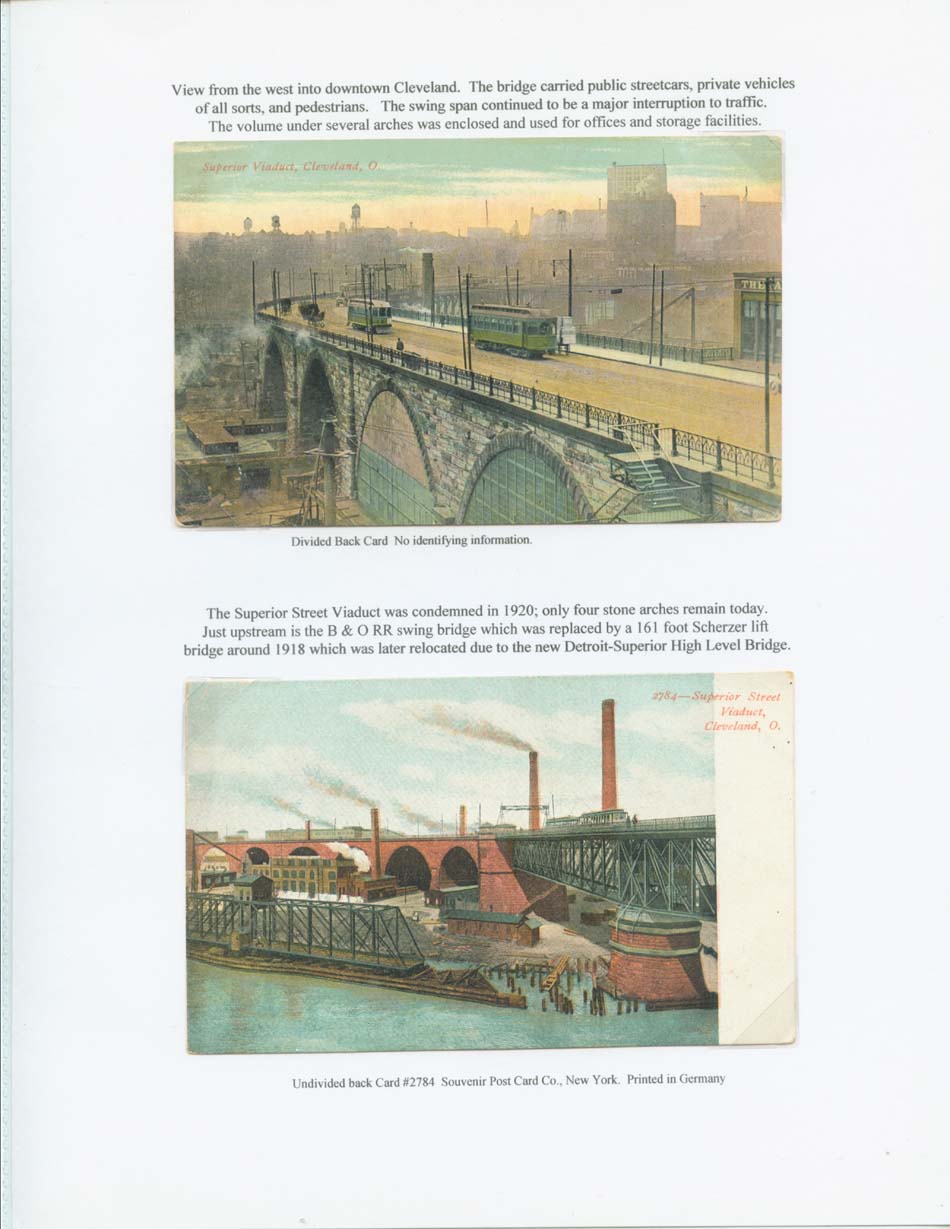 View from the west into downtown Cleveland. The bridge carried public streetcars, private vehicles
of all sorts, and pedestrians. The swing span continued to be a major interruption to traffic.
The volume under several arches was enclosed and used for offices and storage facilities.
Superior Viaduct, Cleveland, O.
Divided Back Card No identifying information.
The Superior Street Viaduct was condemned in 1920; only four stone arches remain today.
Just upstream is the B & O RR swing bridge which was replaced by a 161 foot Scherzer lift
bridge around 1918 which was later relocated due to the new Detroit-Superior High Level Bridge.
2784—Superior Street
Viaduct,
Cleveland, O.
Undivided back Card #2784 Souvenir Post Card Co., New York. Printed in Germany